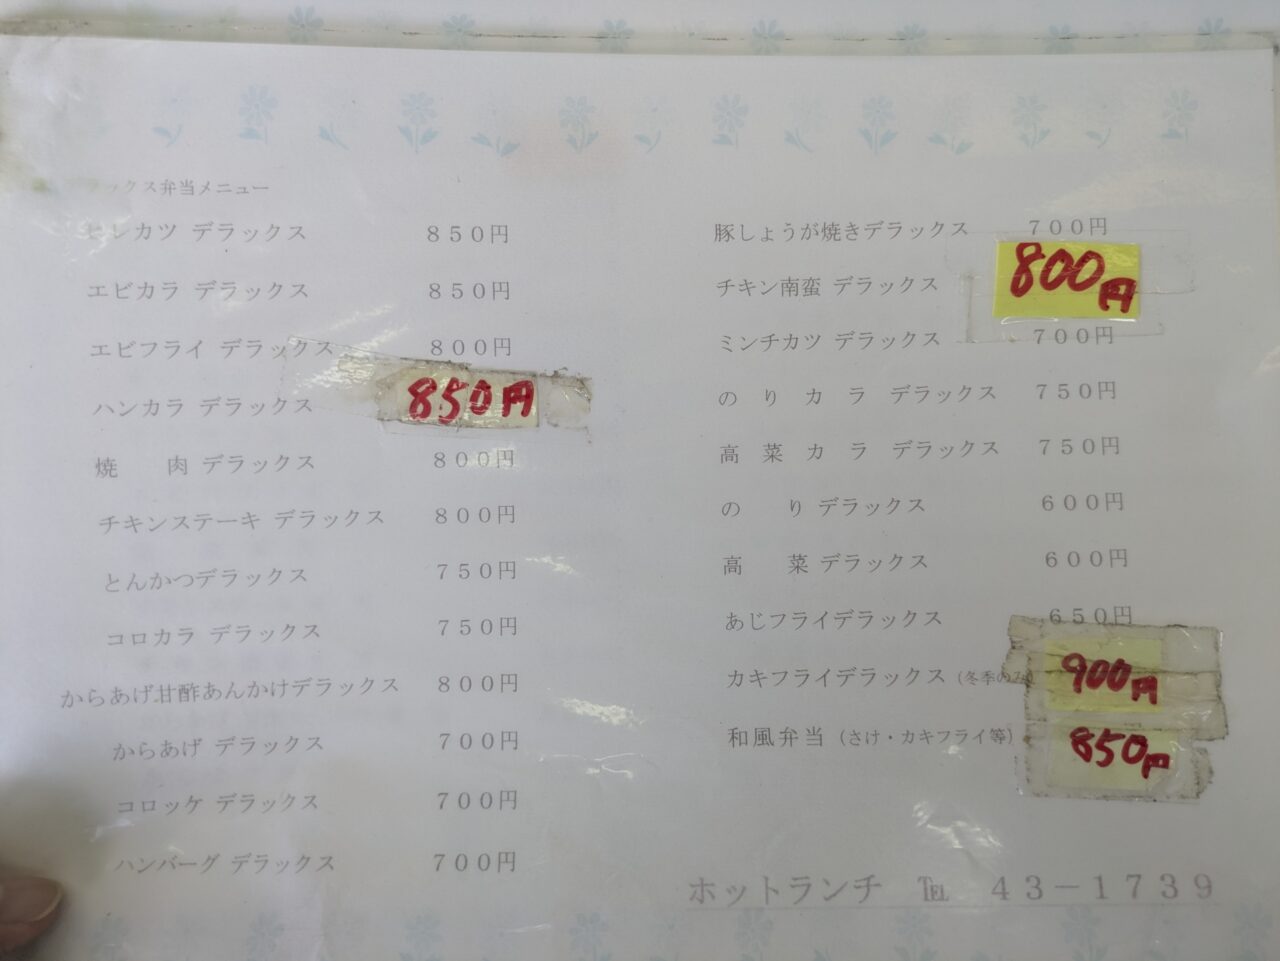 ラックス弁当メニュー
ヒレカツ デラックス 850円
エビカラ デラックス 850円
エビフライ デラックス 800円
ハンカラ デラックス 850円
焼 肉 デラックス 800円
チキンステーキ デラックス 800円
とんかつデラックス 750円
コロカラ デラックス 750円
からあげ甘酢あんかけデラックス 800円
からあげ デラックス 700円
コロッケ デラックス 700円
ハンバーグ デラックス 700円
豚しょうが焼きデラックス 700円
チキン南蛮 デラックス 800円
ミンチカツ デラックス 700円
のり カラ デラックス 750円
高菜 カラ デラックス 750円
の り デラックス 600円
高 菜 デラックス 600円
あじフライデラックス 650円
カキフライデラックス (冬季のみ) 900円
和風弁当 (さけ・カキフライ等) 850円
ホットランチ ℡ 43-1739